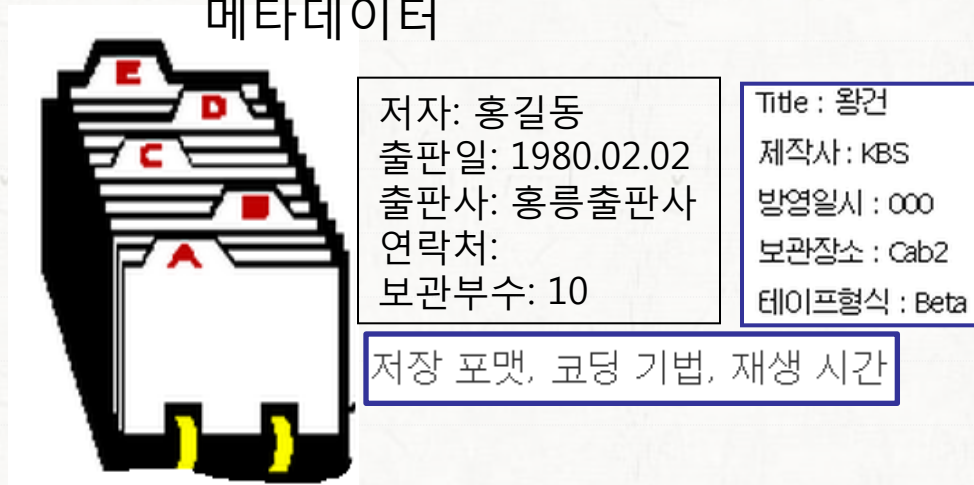 메타데이터
E
D
C
B
A
저자: 홍길동
출판일: 1980.02.02
출판사: 홍릉출판사
연락처:
보관부수: 10
Title : 왕건
제작사 : KBS
방영일시 : 000
보관장소 : Cab2
테이프형식 : Beta
저장 포맷, 코딩 기법, 재생 시간